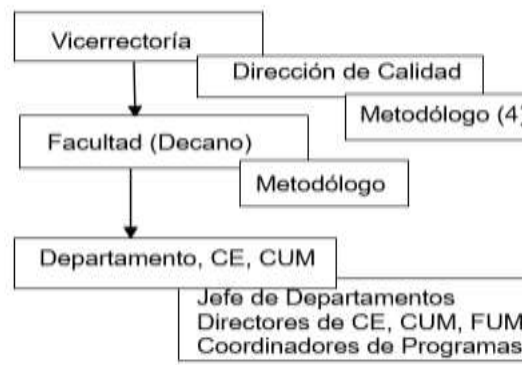 Vicerrectoría
Dirección de Calidad
Metodólogo (4)
Facultad (Decano)
Metodólogo
Departamento, CE, CUM
Jefe de Departamentos
Directores de CE, CUM, FUM
Coordinadores de Programas